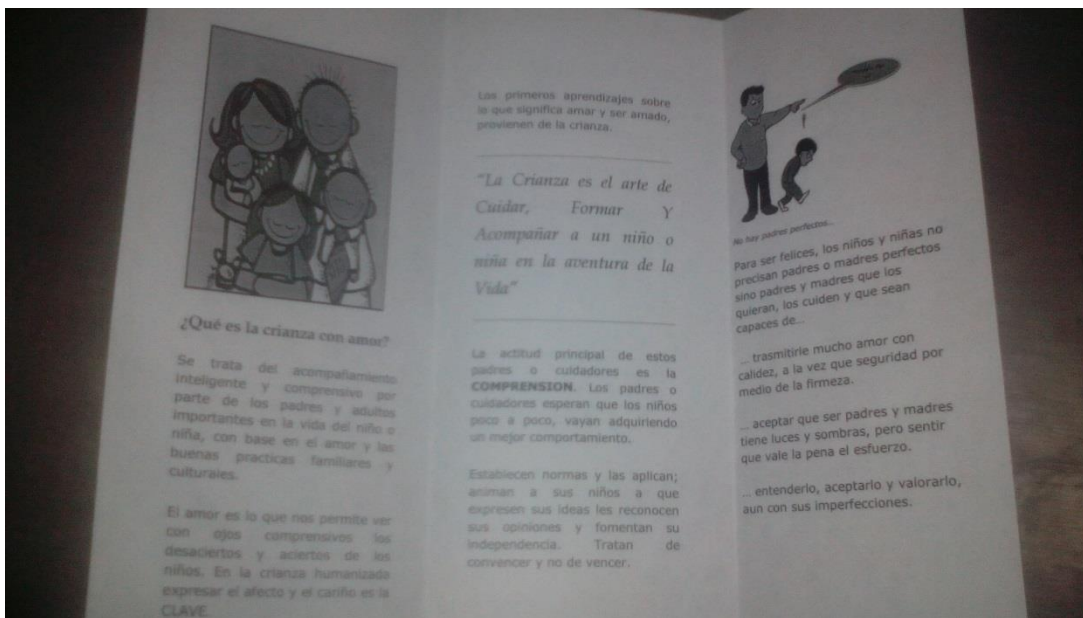 ¿Qué es la crianza con amor?
Se trata del acompañamiento
inteligente y comprensivo por
parte de los padres y adultos
importantes en la vida del niño o
niña, con base en el amor y las
buenas practicas familiares y
culturales.
El amor es lo que nos permite ver
con ojos comprensivos los
desaciertos y aciertos de los
niños. En la crianza humanizada
expresar el afecto y el cariño es la
CLAVE.
Los primeros aprendizajes sobre
lo que significa amar y ser amado,
provienen de la crianza.
"La Crianza es el arte de
Cuidar, Formar Y
Acompañar a un niño o
niña en la aventura de la
Vida"
La actitud principal de estos
padres o cuidadores es la
COMPRENSION. Los padres o
cuidadores esperan que los niños
poco a poco, vayan adquiriendo
un mejor comportamiento.
Establecen normas y las aplican;
animan a sus niños a que
expresen sus ideas les reconocen
sus opiniones y fomentan su
independencia. Tratan de
convencer y no de vencer.
No hay padres perfectos...
Para ser felices, los niños y niñas no
precisan padres o madres perfectos
sino padres y madres que los
quieran, los cuiden y que sean
capaces de...
... trasmitirle mucho amor con
calidez, a la vez que seguridad por
medio de la firmeza.
... aceptar que ser padres y madres
tiene luces y sombras, pero sentir
que vale la pena el esfuerzo.
... entenderlo, aceptarlo y valorarlo,
aun con sus imperfecciones.